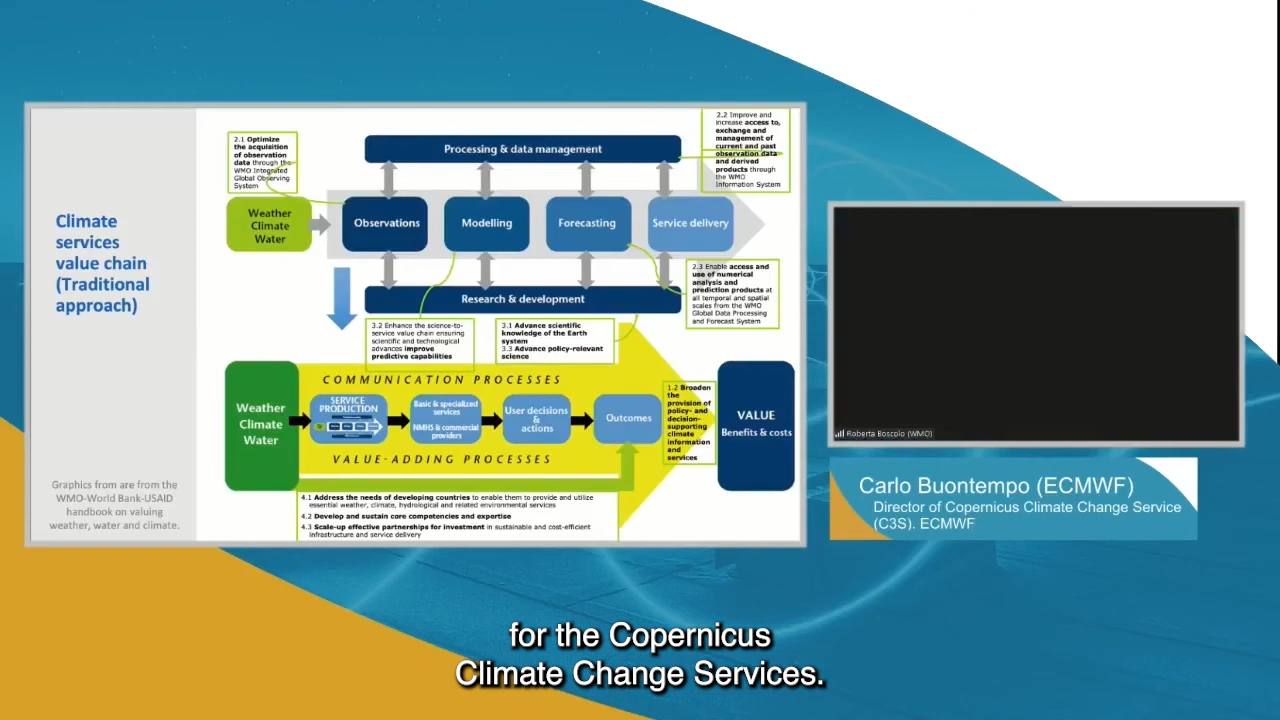 Climate
services
value chain
(Traditional
approach)
Graphics from are from the
WMO-World Bank-USAID
handbook on valuing
weather, water and climate.
2.1 Optimize
the acquisition
of observation
data through the
WMO Integrated
Global Observing
System
Processing & data management
2.2 Improve and
increase access to,
exchange and
management of
current and past
observation data
and derived
products through
the WMO
Information System
Weather
Climate
Water
Observations
Modelling
Forecasting
Service delivery
Research & development
2.3 Enable access and
use of numerical
analysis and
prediction products at
all temporal and spatial
scales from the WMO
Global Data Processing
and Forecast System
3.2 Enhance the science-to-
service value chain ensuring
scientific and technological
advances improve
predictive capabilities
3.1 Advance scientific
knowledge of the Earth
system
3.3 Advance policy-relevant
science
COMMUNICATION PROCESSES
Weather
Climate
Water
SERVICE
PRODUCTION
Basic & specialized
services
NMHS & commercial
providers
User decisions
&
actions
Outcomes
1.2 Broaden
the
provision of
policy- and
decision-
supporting
climate
information
and
services
VALUE
Benefits & costs
VALUE-ADDING PROCESSES
4.1 Address the needs of developing countries to enable them to provide and utilize
essential weather, climate, hydrological and related environmental services
4.2 Develop and sustain core competencies and expertise
4.3 Scale-up effective partnerships for investment in sustainable and cost-efficient
infrastructure and service delivery
Roberta Boscolo (WMO)
Carlo Buontempo (ECMWF)
Director of Copernicus Climate Change Service
(C3S). ECMWF
for the Copernicus
Climate Change Services.